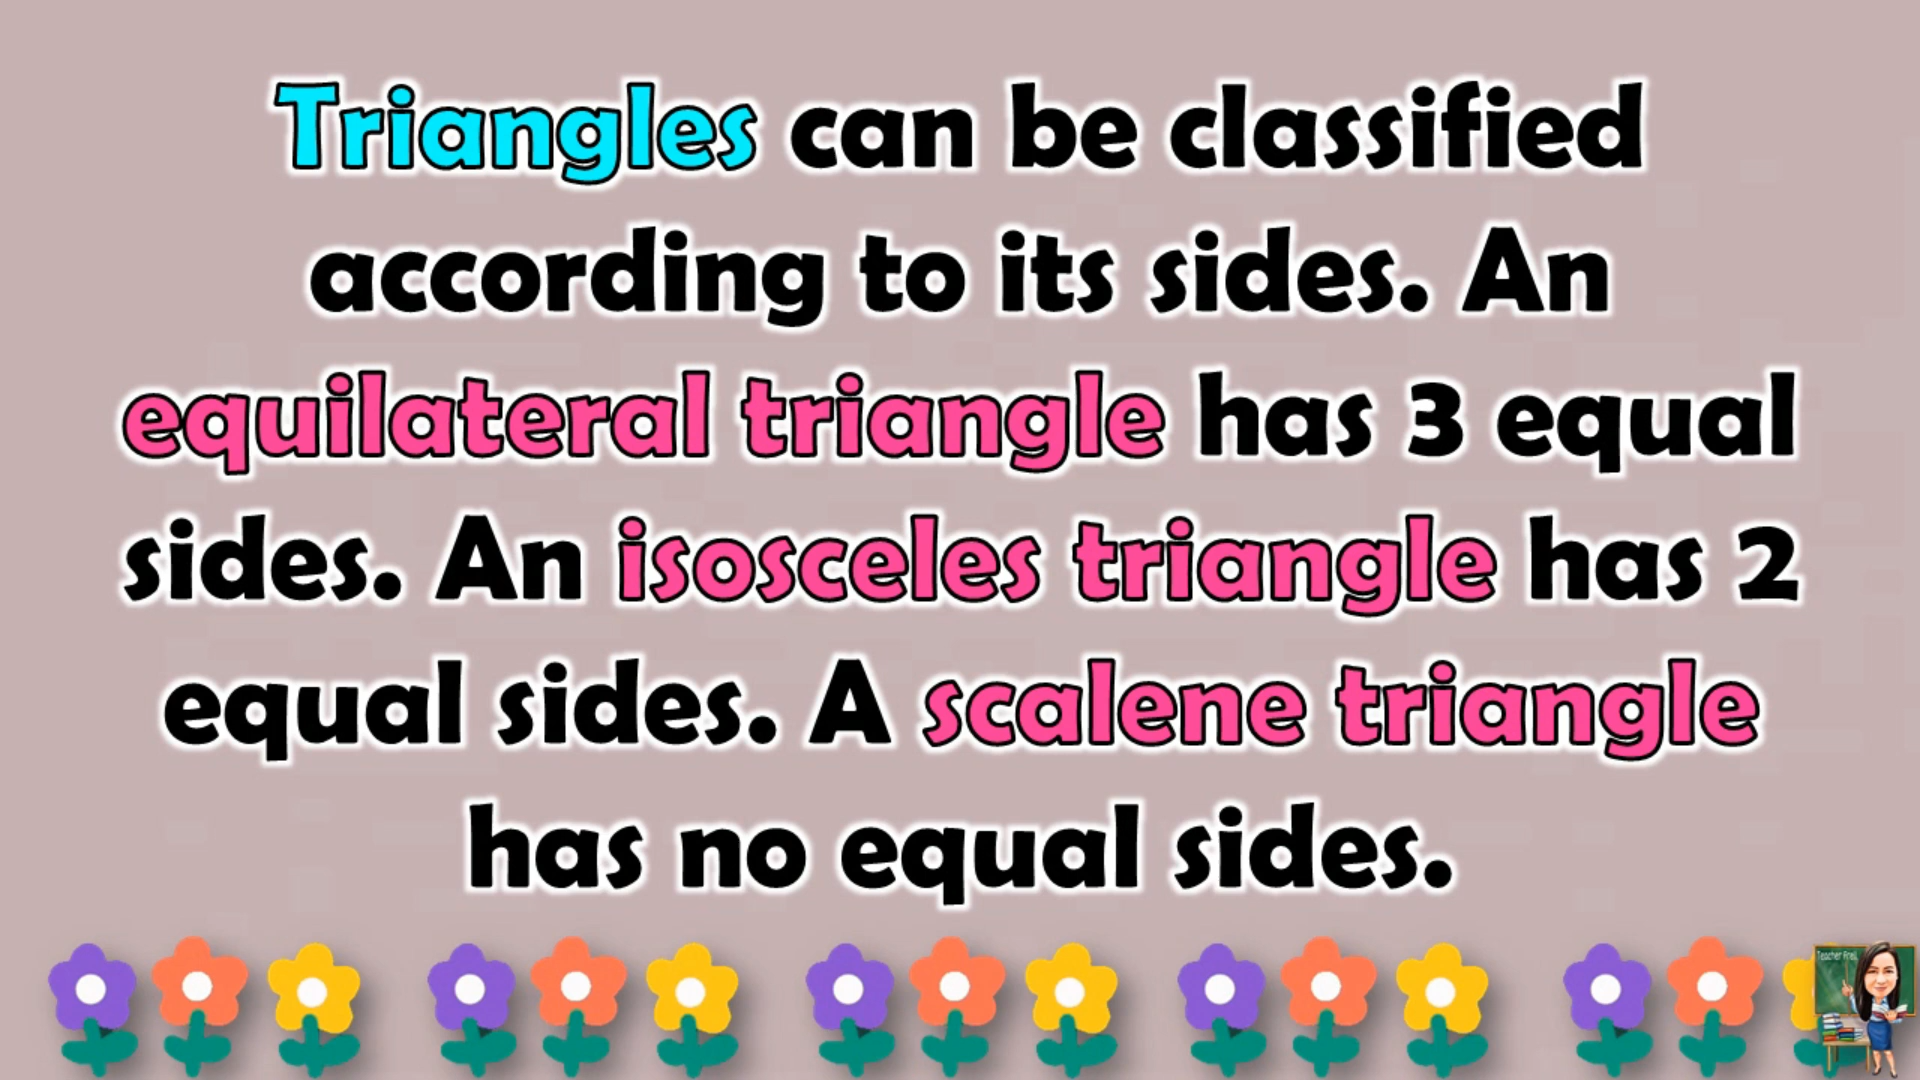 Triangles can be classified
according to its sides. An
equilateral triangle has 3 equal
sides. An isosceles triangle has 2
equal sides. A scalene triangle
has no equal sides.